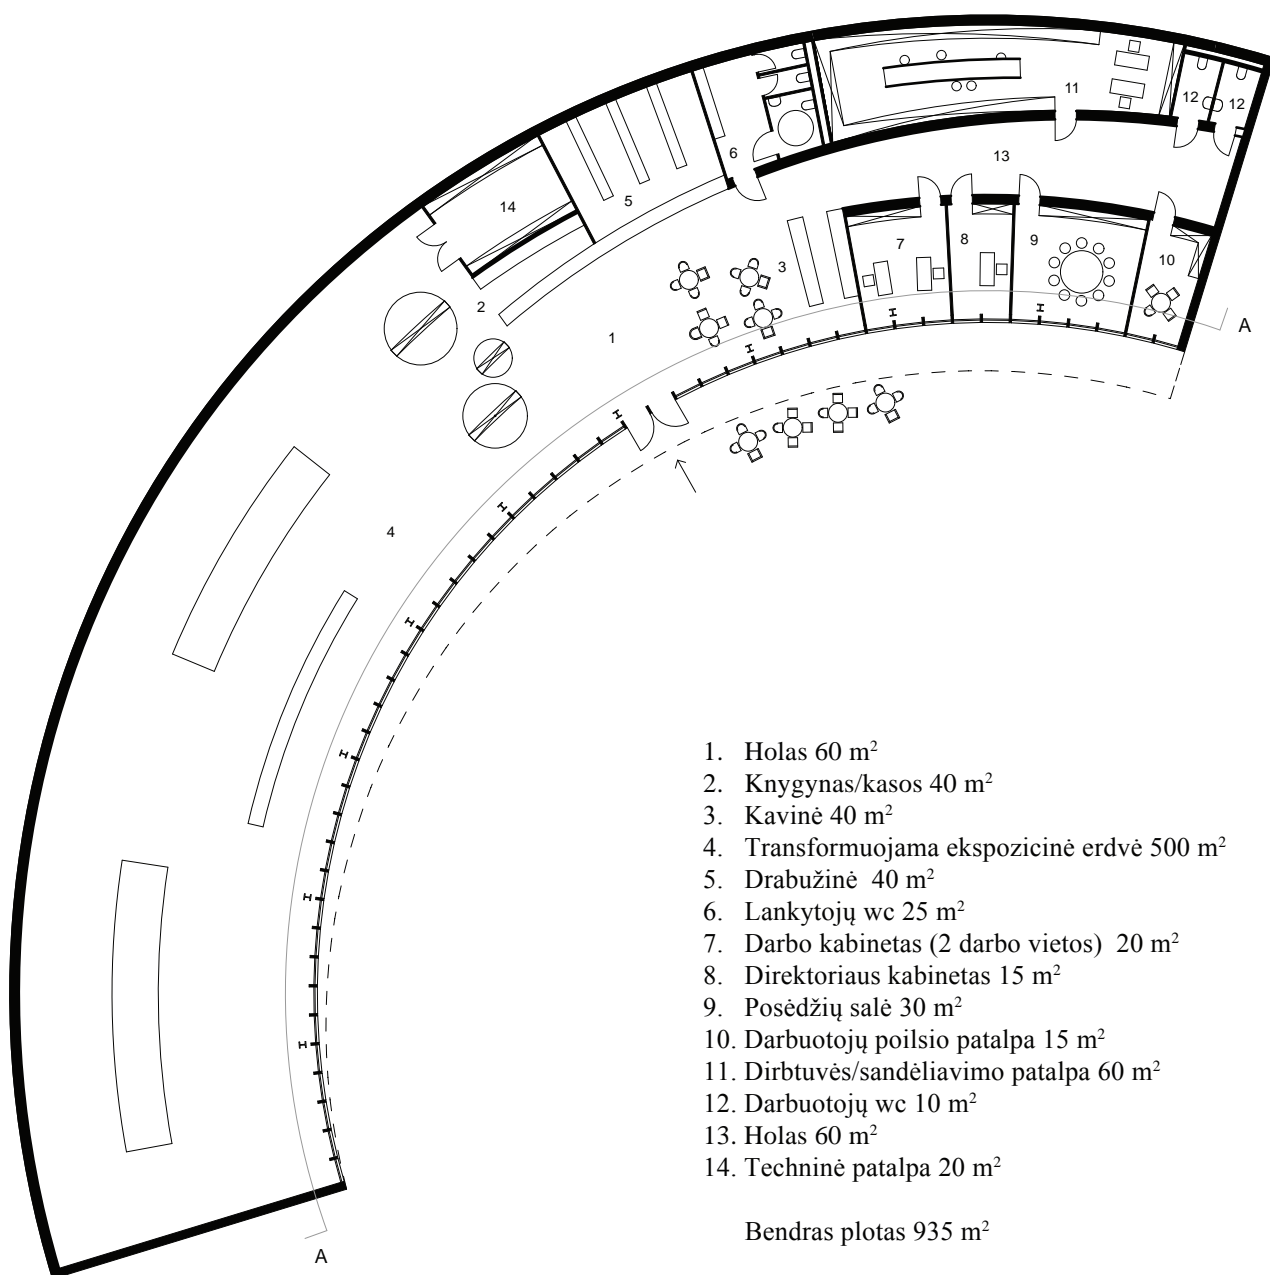 11
12
12
6
13
5
14
7
8
9
10
3
2
1
A
4
1. Holas 60 m²
2. Knygynas/kasos 40 m²
3. Kavinė 40 m²
4. Transformuojama ekspozicinė erdvė 500 m²
5. Drabužinė 40 m²
6. Lankytojų wc 25 m²
7. Darbo kabinetas (2 darbo vietos) 20 m²
8. Direktoriaus kabinetas 15 m²
9. Posėdžių salė 30 m²
10. Darbuotojų poilsio patalpa 15 m²
11. Dirbtuvės/sandėliavimo patalpa 60 m²
12. Darbuotojų wc 10 m²
13. Holas 60 m²
14. Techninė patalpa 20 m²
Bendras plotas 935 m²
A